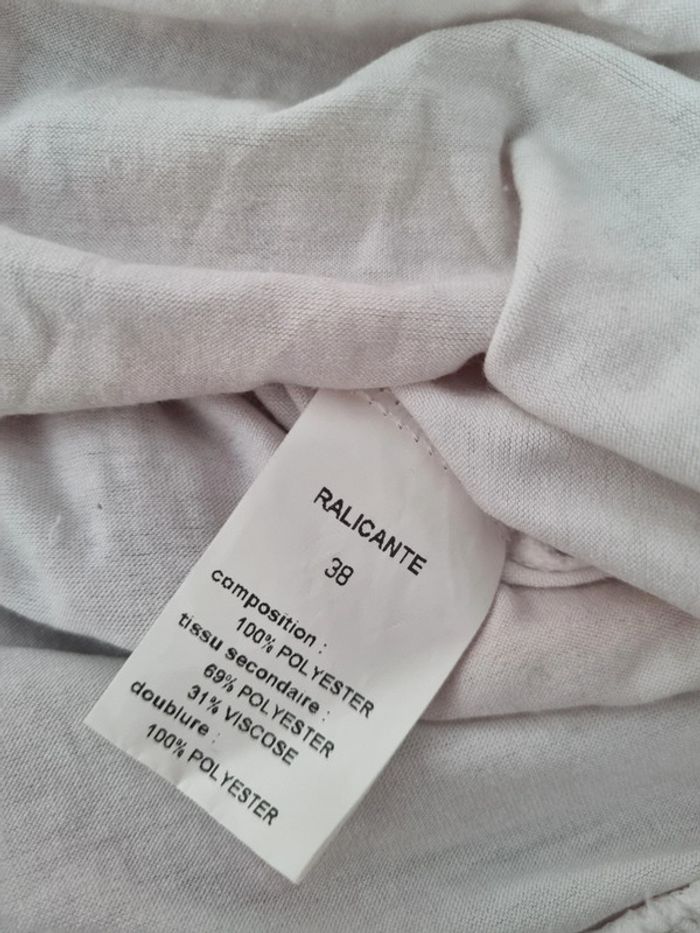 RALICANTE
38
composition :
100% POLYESTER
tissu secondaire :
69% POLYESTER
31% VISCOSE
doublure :
100% POLYESTER